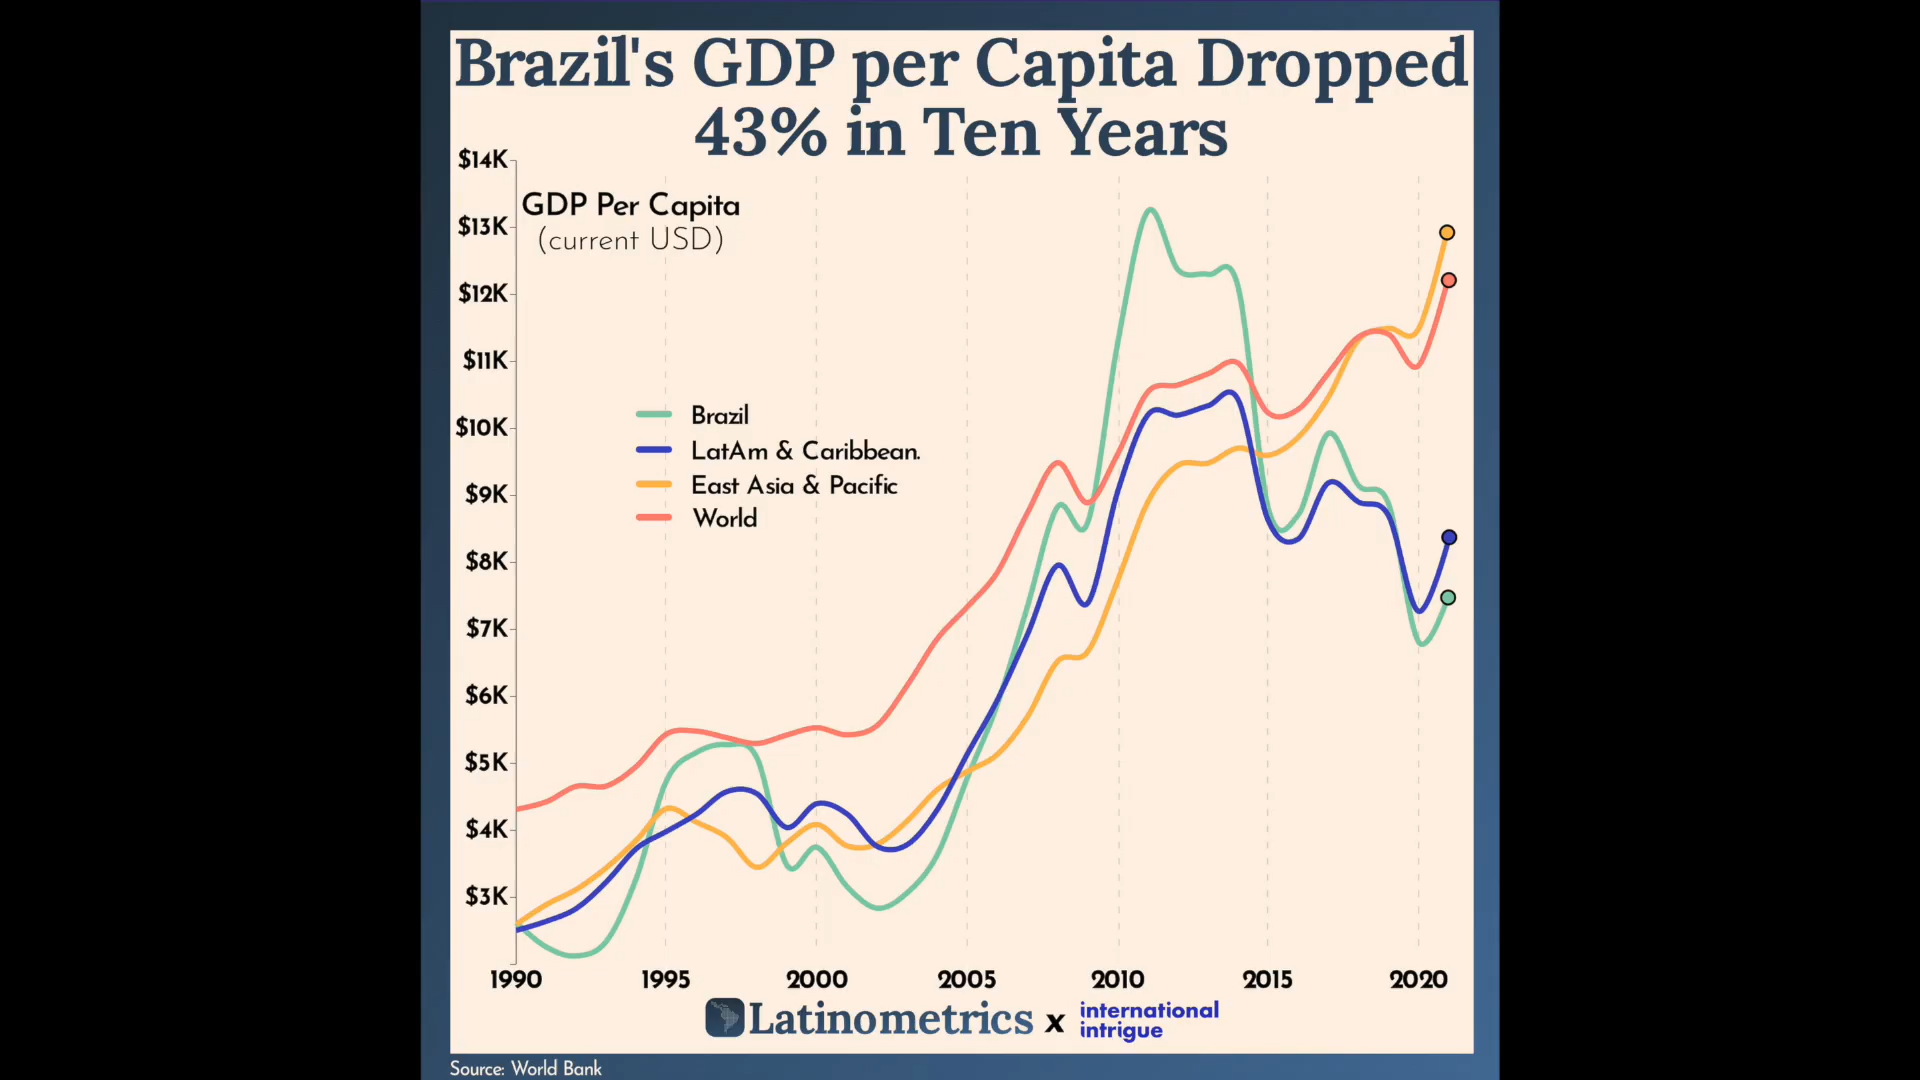 Brazil's GDP per Capita Dropped
43% in Ten Years
$14K
GDP Per Capita
$13K
(current USD)
$12K
$11K
Brazil
$10K
LatAm & Caribbean.
East Asia & Pacific
$9K
World
$8K
$7K
$6K
$5K
$4K
$3K
1990 1995 2000 2005 2010 2015 2020
Latinometrics x international
intrigue
Source: World Bank